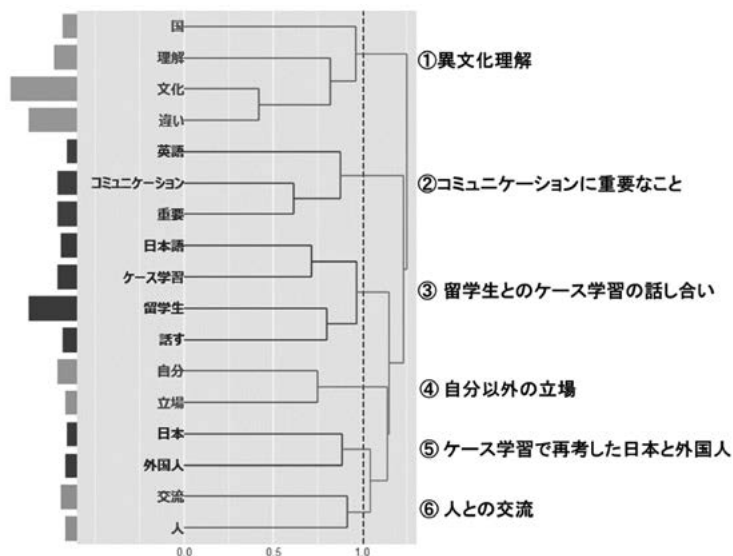 国
①異文化理解
理解
文化
違い
英語
コミュニケーション
②コミュニケーションに重要なこと
重要
日本語
ケース学習
③ 留学生とのケース学習の話し合い
留学生
話す
自分
④ 自分以外の立場
立場
日本
⑤ ケース学習で再考した日本と外国人
外国人
交流
⑥ 人との交流
人
0.0 0.5 1.0